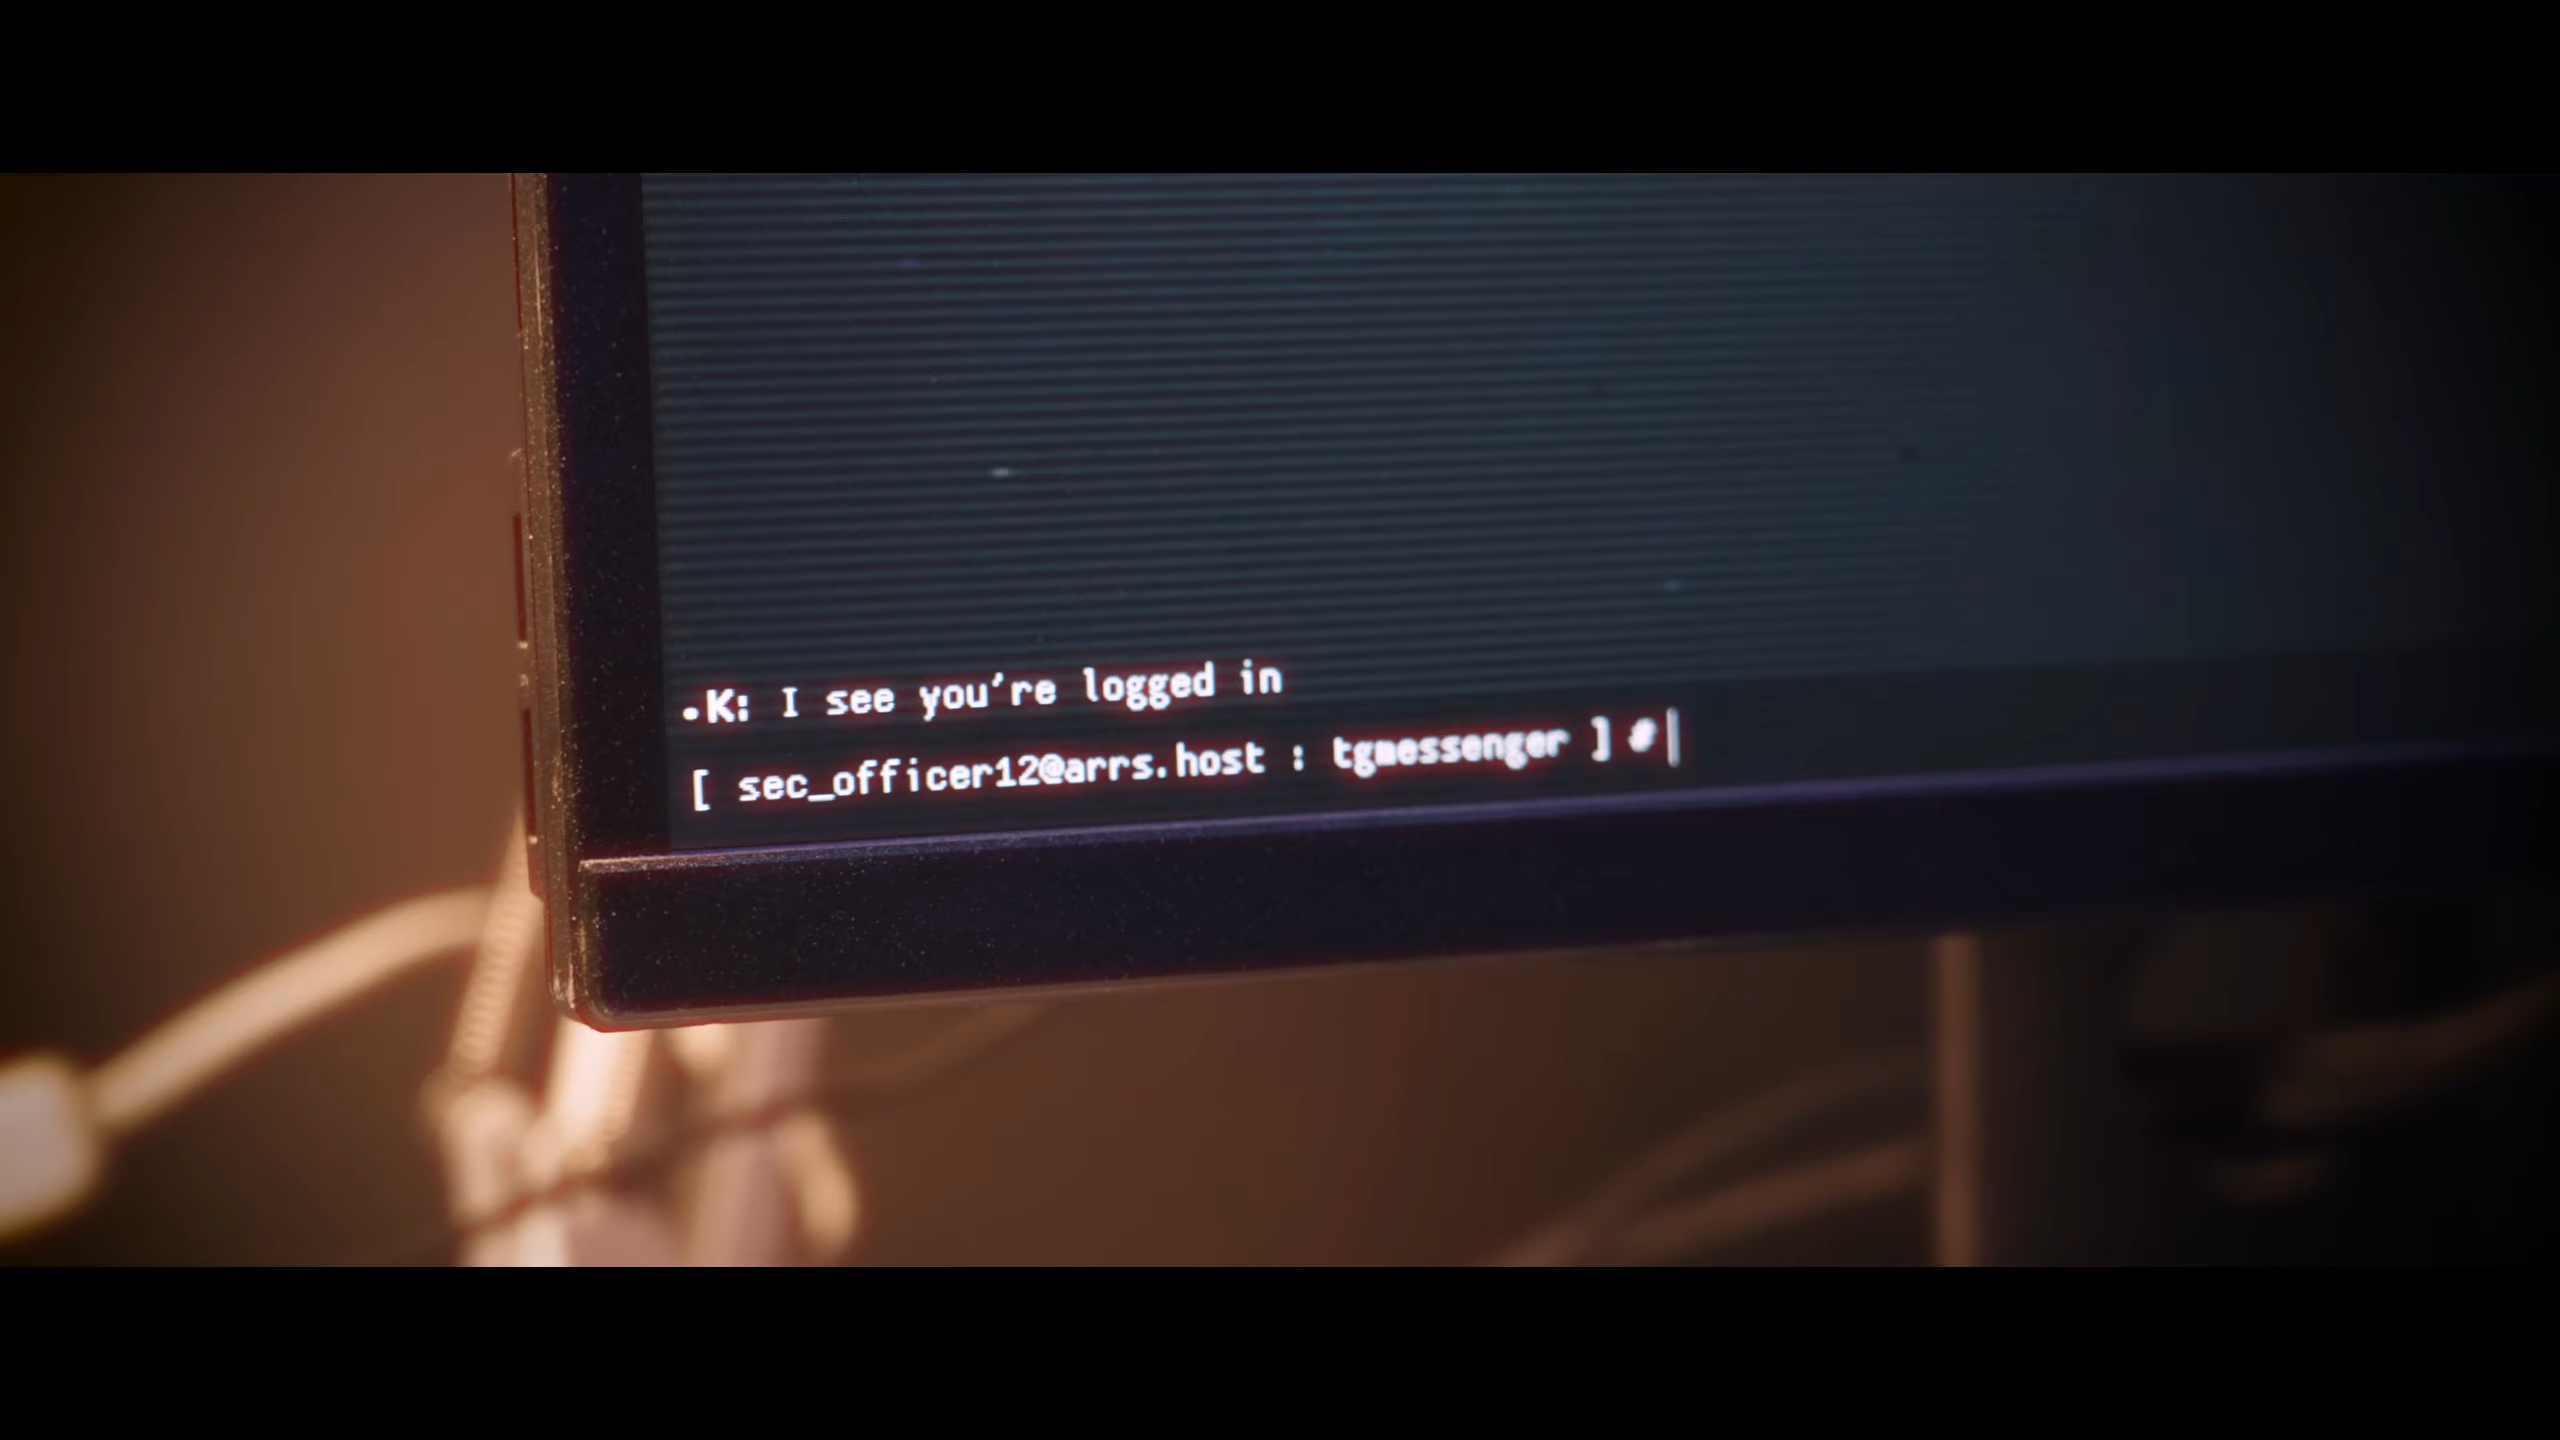 •K: I see you're logged in
[ sec_officer12@arrs.host : tgmessenger ] #